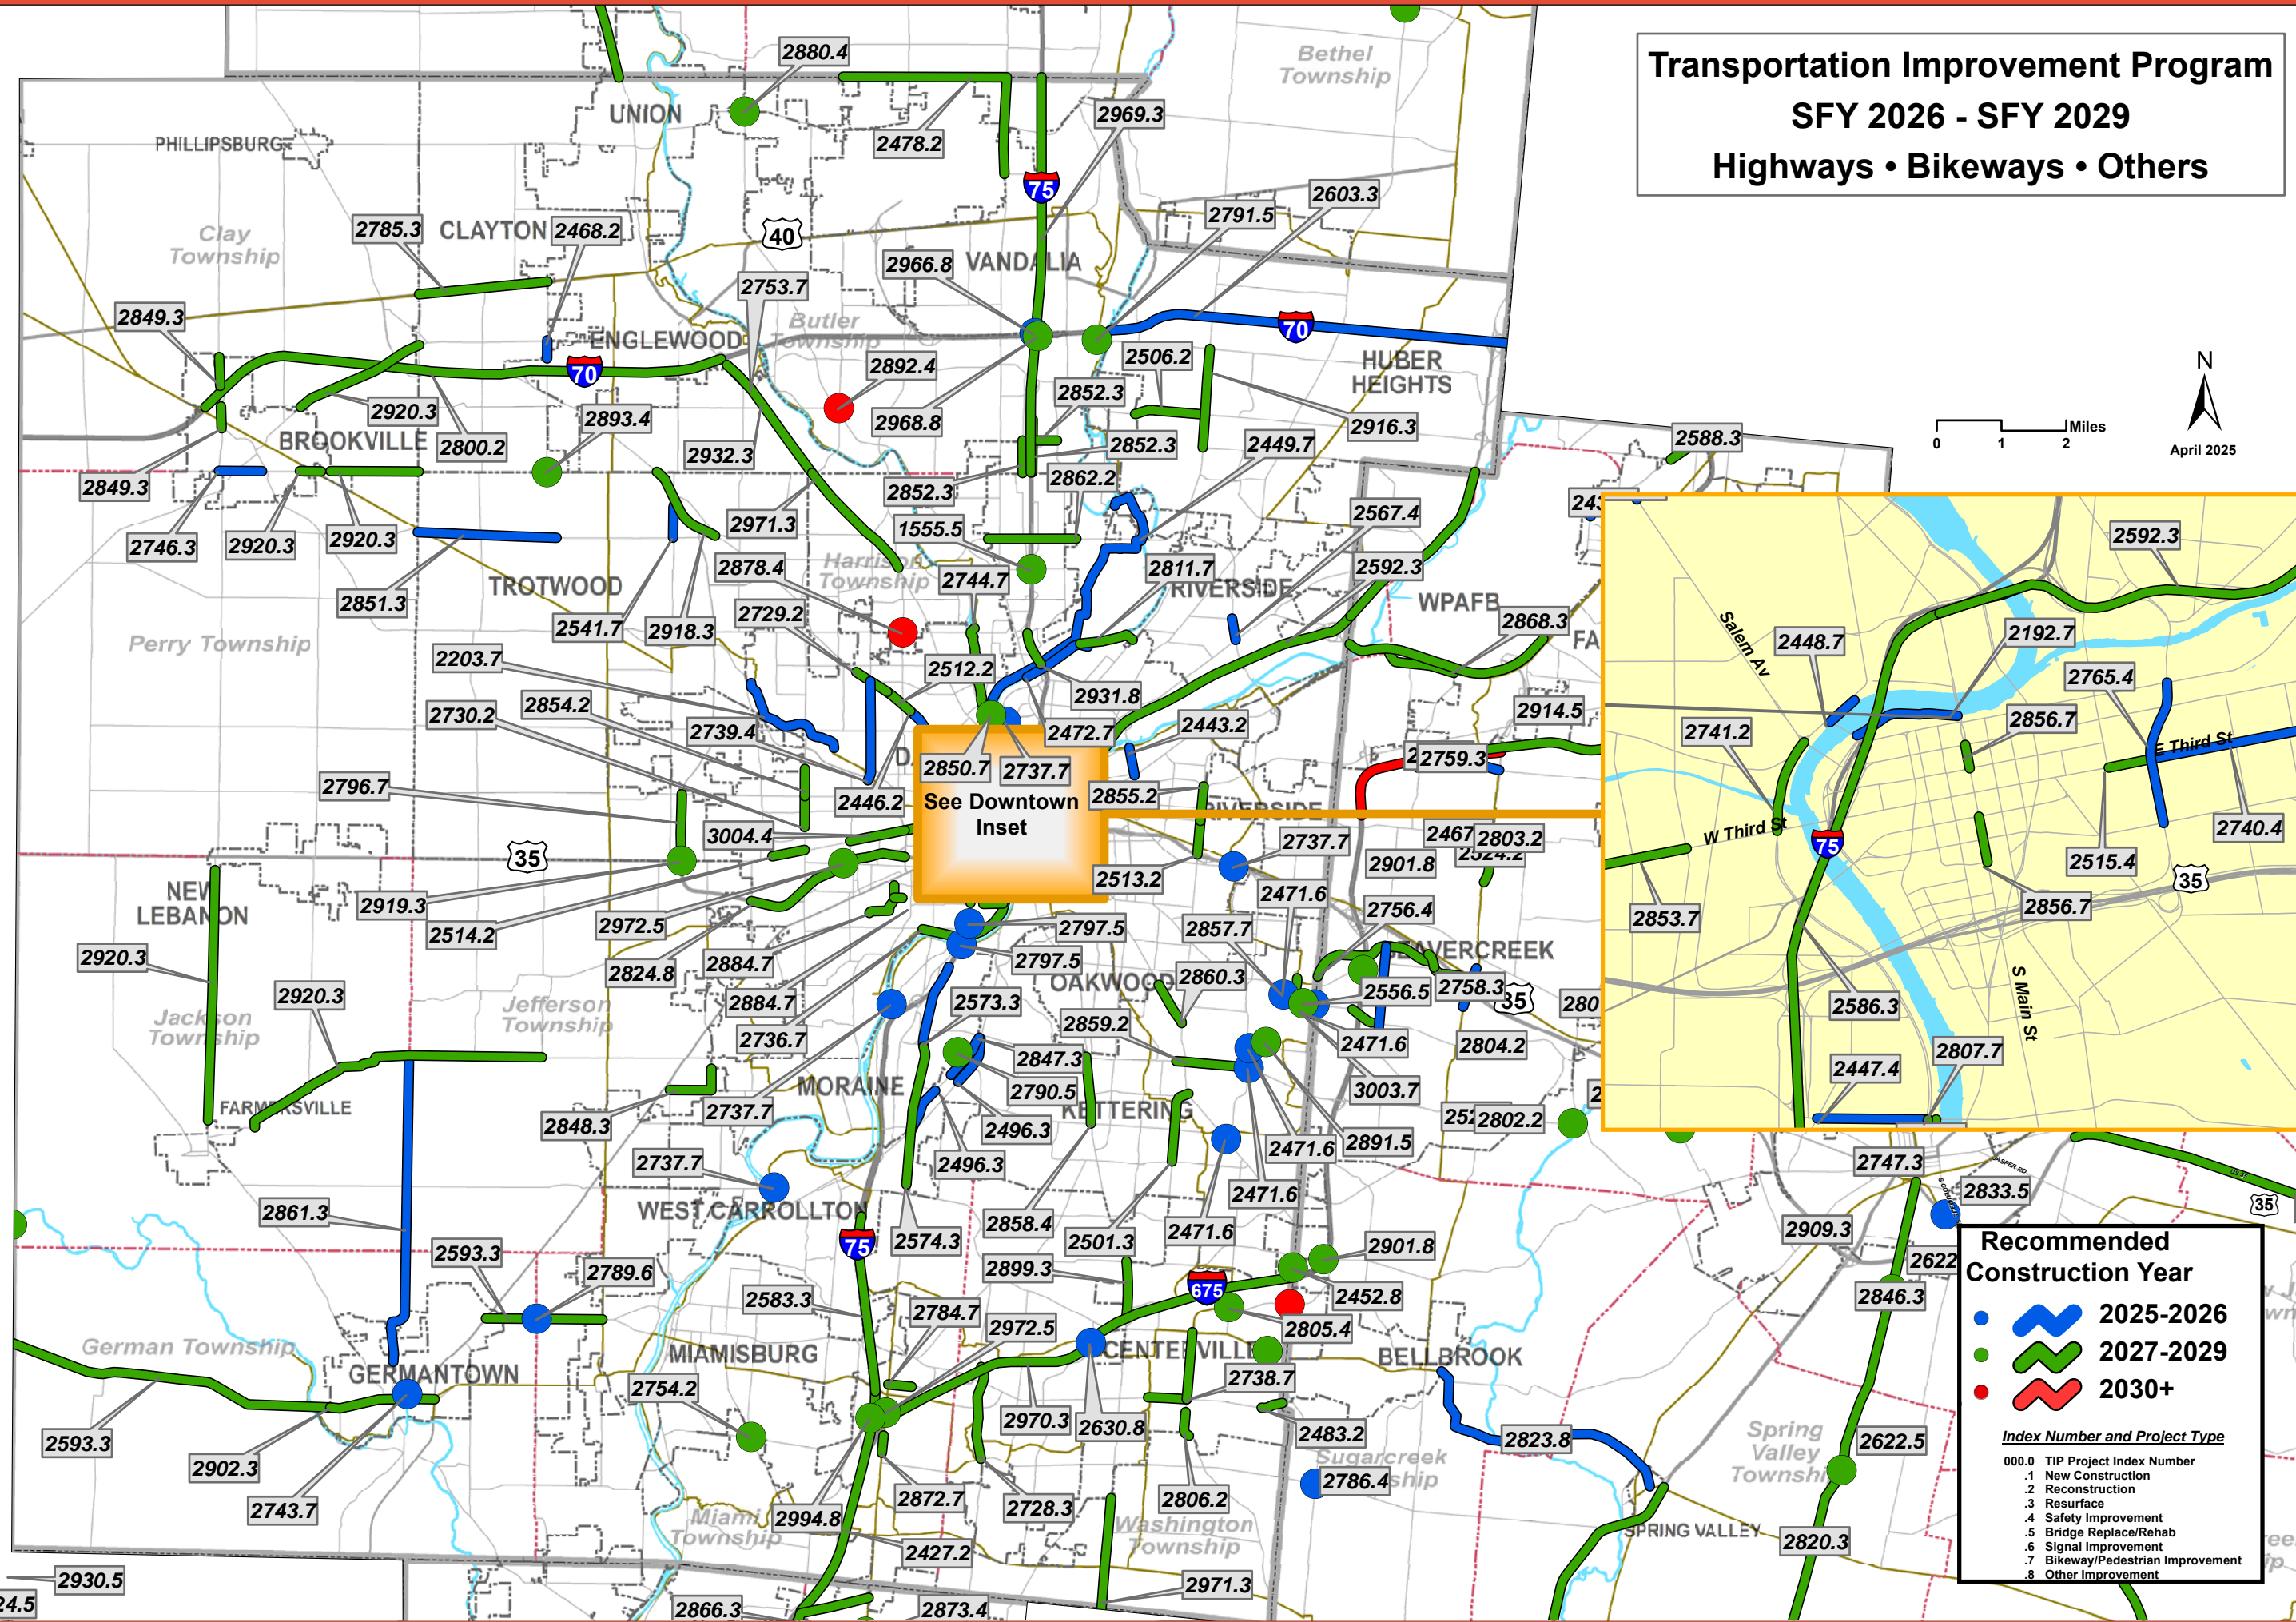 Transportation Improvement Program
SFY 2026 - SFY 2029
Highways • Bikeways • Others
2880.4
Bethel
Township
UNION
2969.3
PHILLIPSBURG
2478.2
75
2603.3
2785.3
CLAYTON
2468.2
40
2791.5
Clay
Township
2966.8
VANDALIA
2753.7
2849.3
Butler
Township
ENGLEWOOD
70
HUBER
HEIGHTS
N
70
2892.4
2506.2
2852.3
2920.3
2893.4
2968.8
2916.3
Miles
0 1 2
April 2025
BROOKVILLE
2800.2
2932.3
2852.3
2449.7
2588.3
2849.3
2852.3
2862.2
2971.3
1555.5
2567.4
2746.3
2920.3
2920.3
2592.3
2878.4
Harrison
Township
2744.7
2811.7
2592.3
TROTWOOD
RIVERSIDE
WPAFB
2851.3
2729.2
2868.3
2541.7
2918.3
Perry Township
Salem Av
2448.7
2192.7
2203.7
2512.2
2765.4
2854.2
2931.8
2730.2
2739.4
2472.7
2443.2
2914.5
2741.2
2856.7
E Third St
2850.7
2737.7
2759.3
2796.7
2446.2
See Downtown
Inset
2855.2
RIVERSIDE
W Third St
75
2740.4
3004.4
2737.7
2803.2
35
2901.8
2524.2
2515.4
2513.2
35
NEW
LEBANON
2919.3
2471.6
2853.7
2856.7
2514.2
2972.5
2797.5
2857.7
2756.4
BEAVERCREEK
2920.3
2824.8
2884.7
2797.5
OAKWOOD
2860.3
2556.5
2758.3
35
S Main St
2920.3
Jefferson
Township
2884.7
2573.3
2586.3
Jackson
Township
2736.7
2859.2
2471.6
2804.2
2847.3
2447.4
2807.7
MORAINE
2790.5
3003.7
FARMERSVILLE
2737.7
KETTERING
2848.3
2496.3
2802.2
2471.6
2891.5
2737.7
2496.3
2747.3
JASPER RD
2471.6
2833.5
35
2861.3
WEST CARROLLTON
2858.4
2501.3
2471.6
2909.3
75
2574.3
2593.3
2901.8
2789.6
2899.3
675
2583.3
2452.8
2846.3
2784.7
2972.5
2805.4
German Township
MIAMISBURG
CENTERVILLE
BELLBROOK
GERMANTOWN
2754.2
2738.7
2970.3
2630.8
2593.3
2483.2
2823.8
Spring
Valley
Township
2622.5
2902.3
Sugarcreek
2786.4
2743.7
2872.7
2728.3
2806.2
2994.8
Miami
Township
Washington
Township
SPRING VALLEY
2820.3
2427.2
2930.5
2971.3
2866.3
2873.4
Recommended
Construction Year
2025-2026
2027-2029
2030+
Index Number and Project Type
000.0 TIP Project Index Number
.1 New Construction
.2 Reconstruction
.3 Resurface
.4 Safety Improvement
.5 Bridge Replace/Rehab
.6 Signal Improvement
.7 Bikeway/Pedestrian Improvement
.8 Other Improvement